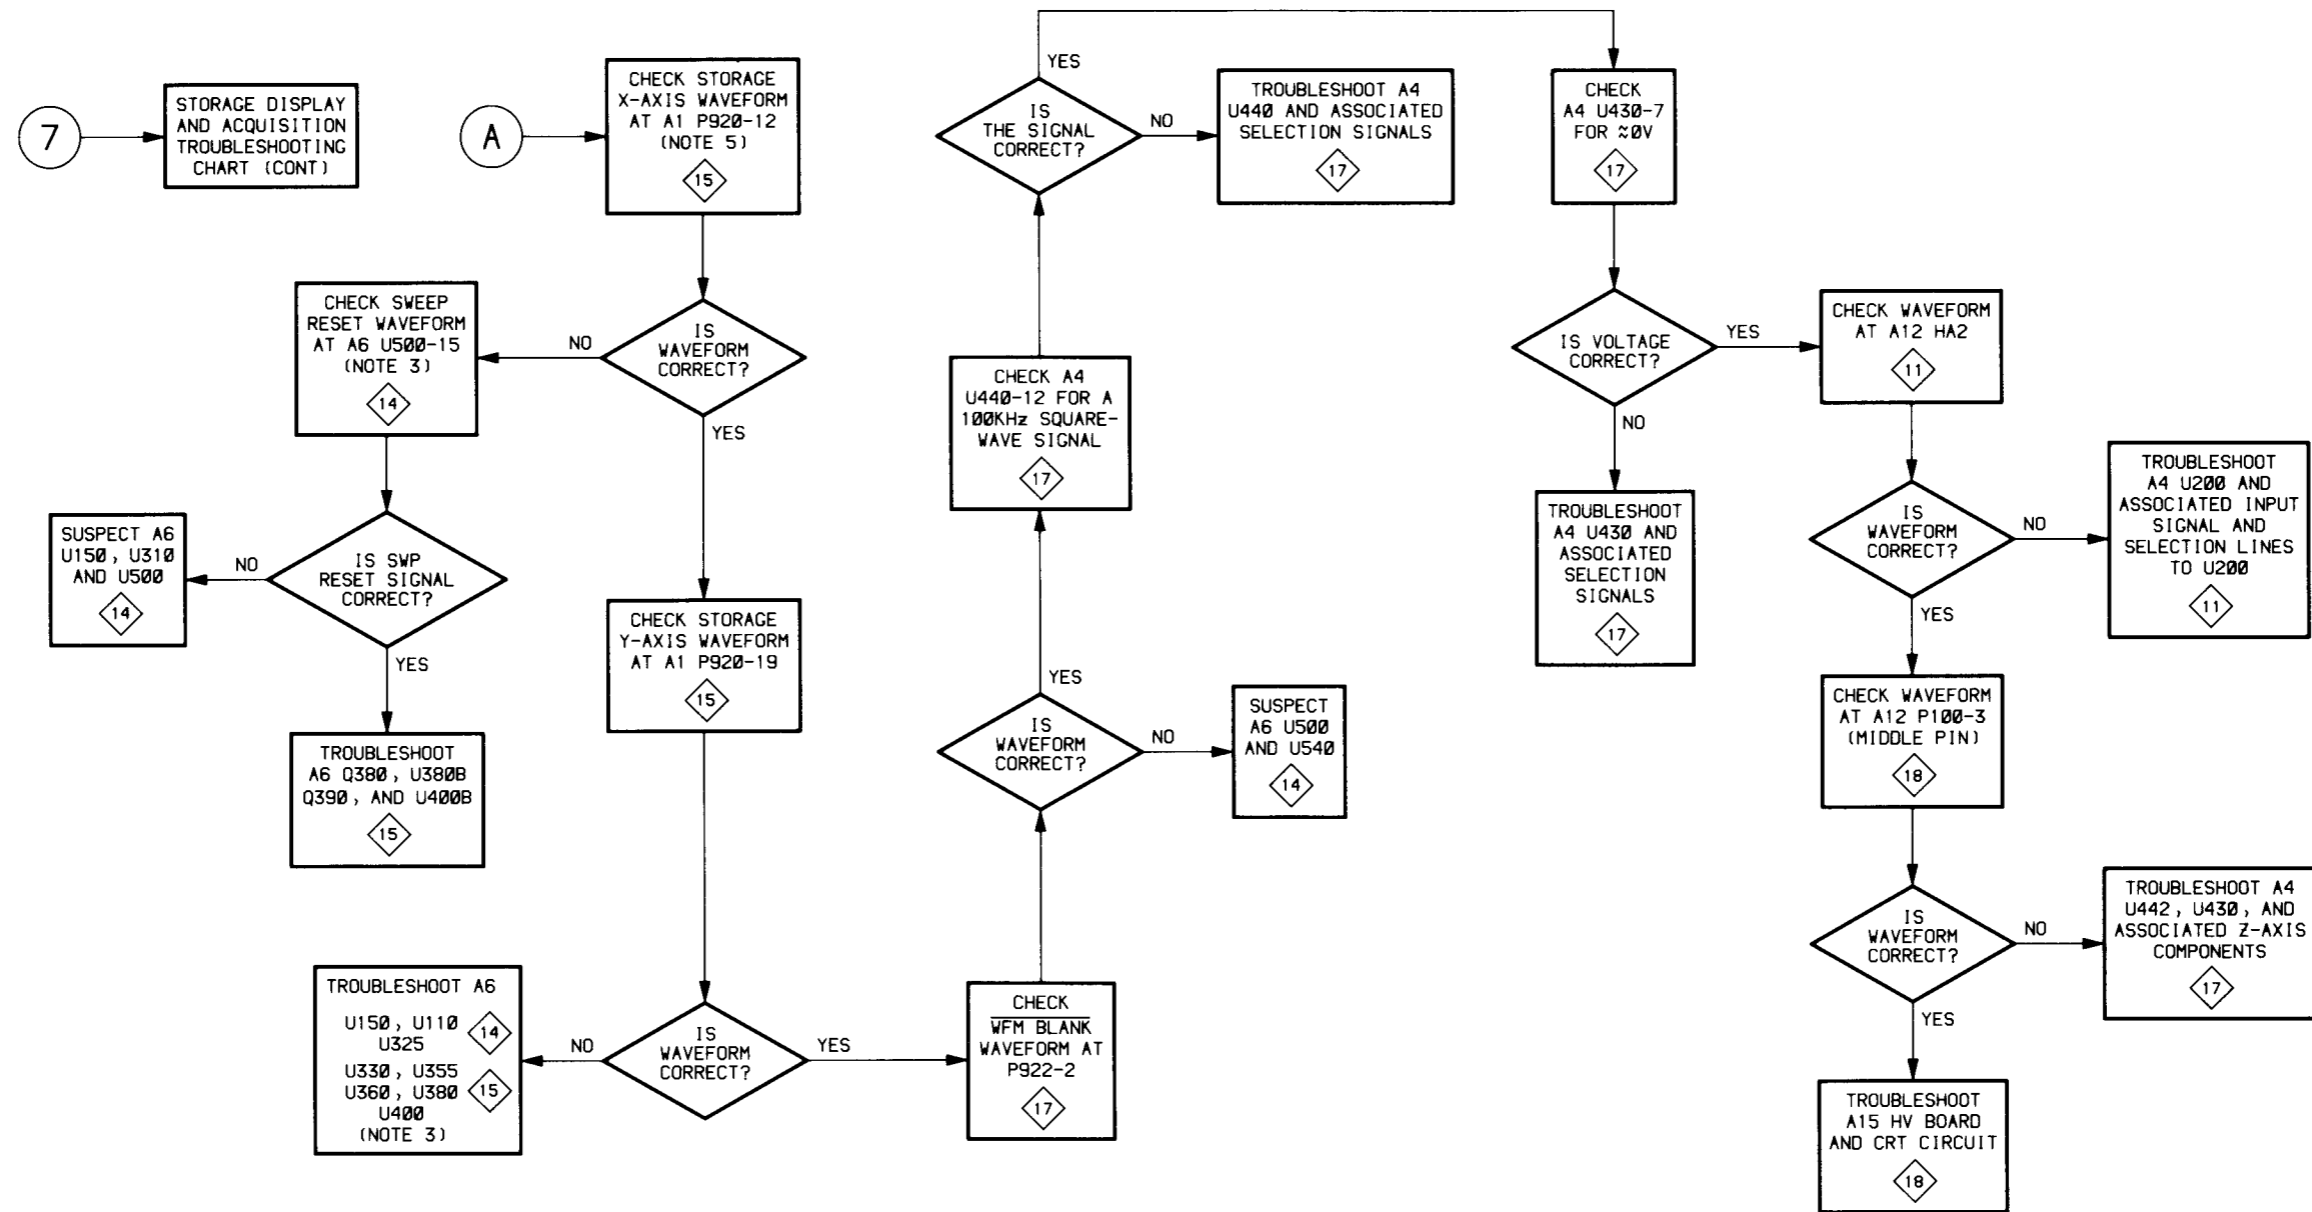 7
STORAGE DISPLAY
AND ACQUISITION
TROUBLESHOOTING
CHART (CONT)
A
CHECK STORAGE
X-AXIS WAVEFORM
AT A1 P920-12
(NOTE 5)
15
IS
WAVEFORM
CORRECT?
NO
YES
CHECK SWEEP
RESET WAVEFORM
AT A6 U500-15
(NOTE 3)
14
IS SWP
RESET SIGNAL
CORRECT?
NO
YES
SUSPECT A6
U150, U310
AND U500
14
TROUBLESHOOT
A6 Q380, U380B
Q390, AND U400B
15
CHECK STORAGE
Y-AXIS WAVEFORM
AT A1 P920-19
15
IS
WAVEFORM
CORRECT?
NO
YES
TROUBLESHOOT A6
U150, U110
U325
14
U330, U355
U360, U380
U400
(NOTE 3)
15
CHECK
WFM BLANK
WAVEFORM AT
P922-2
17
IS
WAVEFORM
CORRECT?
YES
NO
SUSPECT
A6 U500
AND U540
14
CHECK A4
U440-12 FOR A
100KHz SQUARE-
WAVE SIGNAL
17
IS
THE SIGNAL
CORRECT?
YES
NO
TROUBLESHOOT A4
U440 AND ASSOCIATED
SELECTION SIGNALS
17
CHECK
A4 U430-7
FOR ≈0V
17
IS VOLTAGE
CORRECT?
YES
NO
TROUBLESHOOT
A4 U430 AND
ASSOCIATED
SELECTION
SIGNALS
17
CHECK WAVEFORM
AT A12 HA2
11
IS
WAVEFORM
CORRECT?
NO
YES
TROUBLESHOOT
A4 U200 AND
ASSOCIATED INPUT
SIGNAL AND
SELECTION LINES
TO U200
11
CHECK WAVEFORM
AT A12 P100-3
(MIDDLE PIN)
18
IS
WAVEFORM
CORRECT?
NO
YES
TROUBLESHOOT A4
U442, U430, AND
ASSOCIATED Z-AXIS
COMPONENTS
17
TROUBLESHOOT
A15 HV BOARD
AND CRT CIRCUIT
18